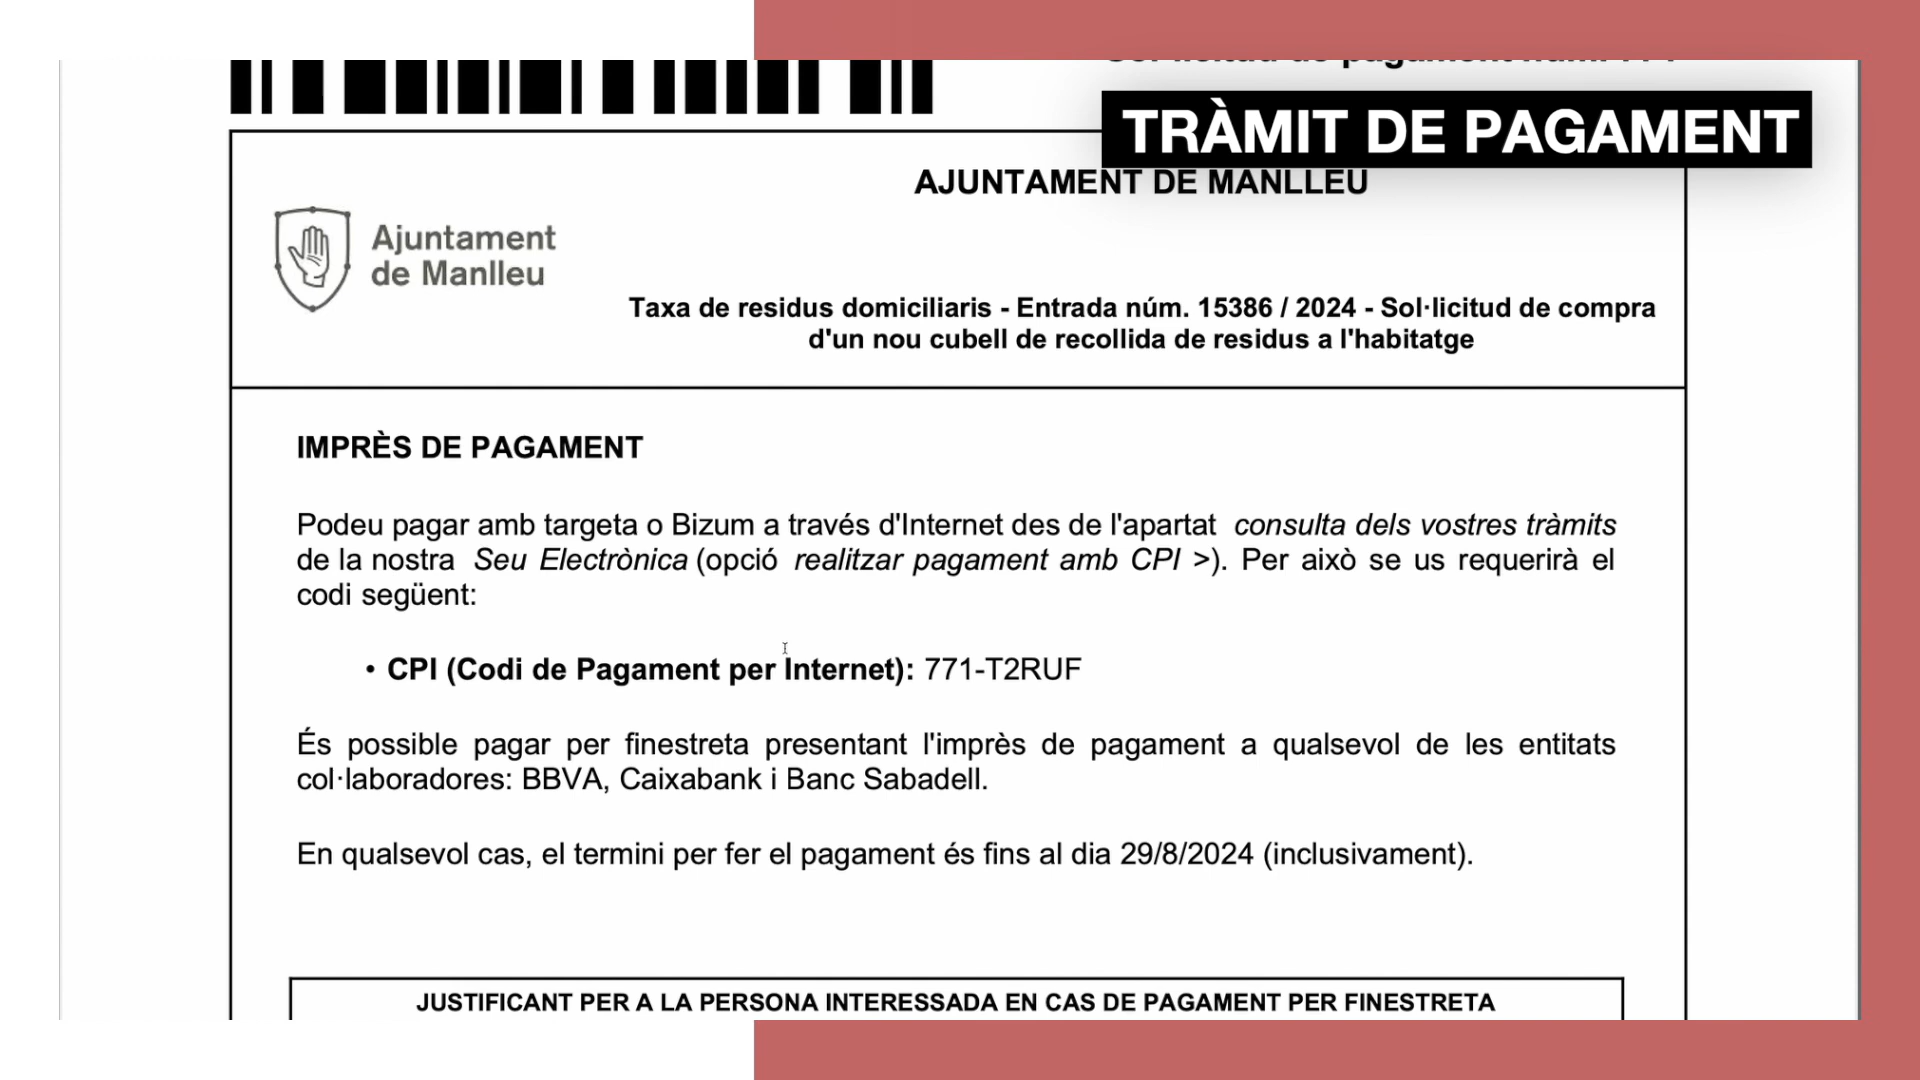 TRÀMIT DE PAGAMENT
AJUNTAMENT DE MANLLEU
Ajuntament
de Manlleu
Taxa de residus domiciliaris - Entrada núm. 15386 / 2024 - Sol·licitud de compra
d'un nou cubell de recollida de residus a l'habitatge
IMPRÈS DE PAGAMENT
Podeu pagar amb targeta o Bizum a través d'Internet des de l'apartat consulta dels vostres tràmits
de la nostra Seu Electrònica (opció realitzar pagament amb CPI >). Per això se us requerirà el
codi següent:
• CPI (Codi de Pagament per Internet): 771-T2RUF
És possible pagar per finestreta presentant l'imprès de pagament a qualsevol de les entitats
col·laboradores: BBVA, Caixabank i Banc Sabadell.
En qualsevol cas, el termini per fer el pagament és fins al dia 29/8/2024 (inclusivament).
JUSTIFICANT PER A LA PERSONA INTERESSADA EN CAS DE PAGAMENT PER FINESTRETA